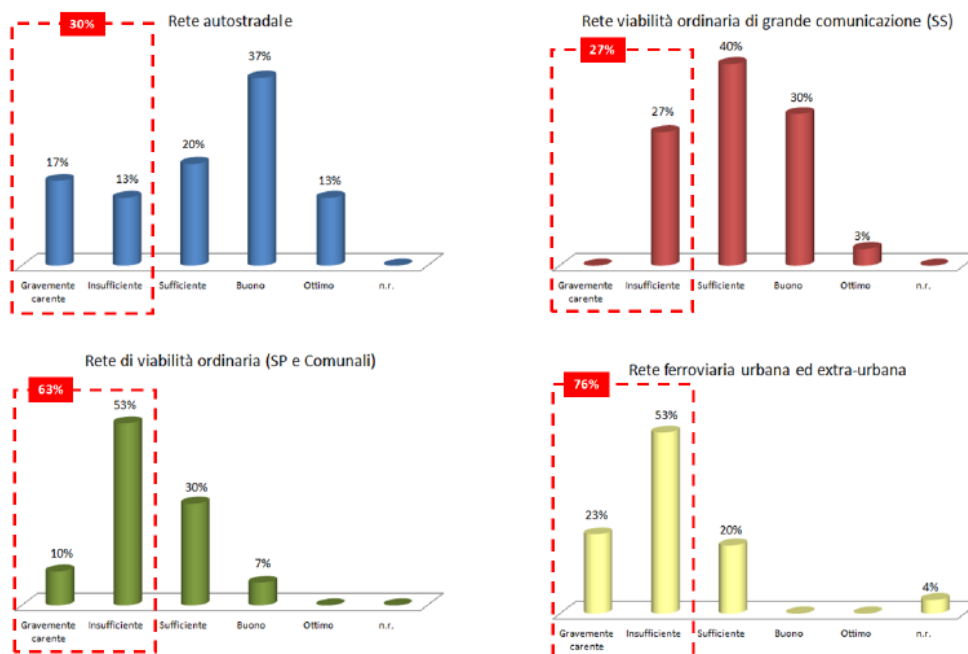 Rete autostradale
30%
17%
13%
20%
37%
13%
Gravemente
carente
Insufficiente
Sufficiente
Buono
Ottimo
n.r.
Rete viabilità ordinaria di grande comunicazione (SS)
27%
27%
40%
30%
3%
Gravemente
carente
Insufficiente
Sufficiente
Buono
Ottimo
n.r.
Rete di viabilità ordinaria (SP e Comunali)
63%
10%
53%
30%
7%
Gravemente
carente
Insufficiente
Sufficiente
Buono
Ottimo
n.r.
Rete ferroviaria urbana ed extra-urbana
76%
23%
53%
20%
4%
Gravemente
carente
Insufficiente
Sufficiente
Buono
Ottimo
n.r.